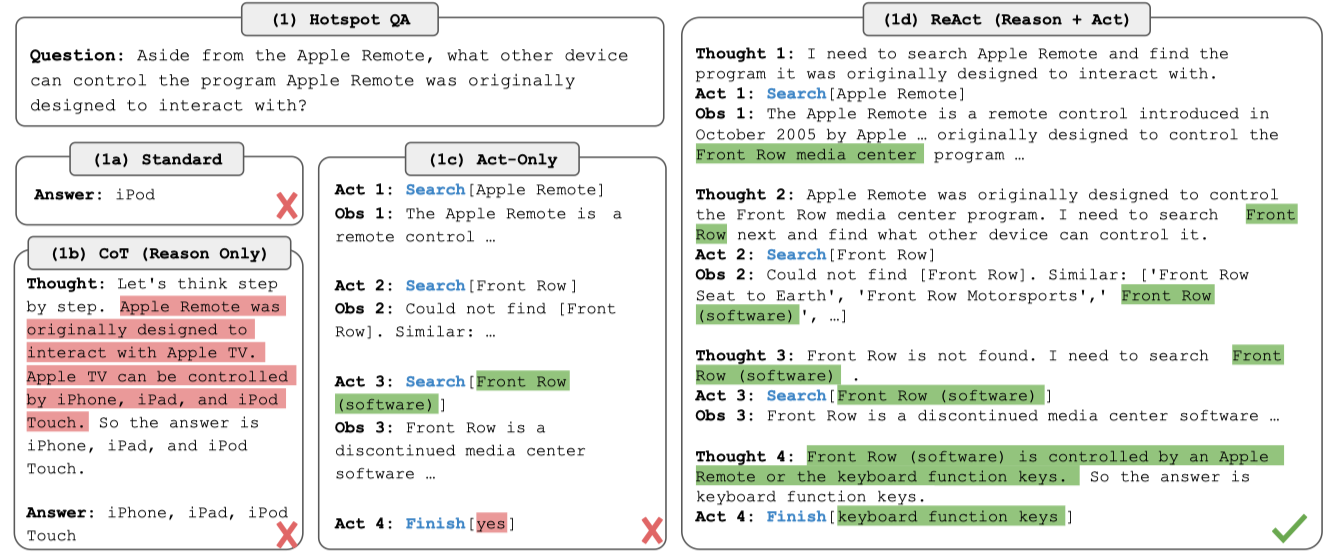 (1) Hotspot QA
Question: Aside from the Apple Remote, what other device
can control the program Apple Remote was originally
designed to interact with?
(1a) Standard
Answer: iPod
(1b) CoT (Reason Only)
Thought: Let's think step
by step. Apple Remote was
originally designed to
interact with Apple TV.
Apple TV can be controlled
by iPhone, iPad, and iPod
Touch. So the answer is
iPhone, iPad, and iPod
Touch.
Answer: iPhone, iPad, iPod
Touch
(1c) Act-Only
Act 1: Search[Apple Remote]
Obs 1: The Apple Remote is a
remote control …
Act 2: Search[Front Row]
Obs 2: Could not find [Front
Row]. Similar: …
Act 3: Search[Front Row
(software)]
Obs 3: Front Row is a
discontinued media center
software …
Act 4: Finish[yes]
(1d) ReAct (Reason + Act)
Thought 1: I need to search Apple Remote and find the
program it was originally designed to interact with.
Act 1: Search[Apple Remote]
Obs 1: The Apple Remote is a remote control introduced in
October 2005 by Apple … originally designed to control the
Front Row media center program …
Thought 2: Apple Remote was originally designed to control
the Front Row media center program. I need to search Front
Row next and find what other device can control it.
Act 2: Search[Front Row]
Obs 2: Could not find [Front Row]. Similar: ['Front Row
Seat to Earth', 'Front Row Motorsports',' Front Row
(software)', …]
Thought 3: Front Row is not found. I need to search Front
Row (software) .
Act 3: Search[Front Row (software) ]
Obs 3: Front Row is a discontinued media center software …
Thought 4: Front Row (software) is controlled by an Apple
Remote or the keyboard function keys. So the answer is
keyboard function keys.
Act 4: Finish[keyboard function keys ]